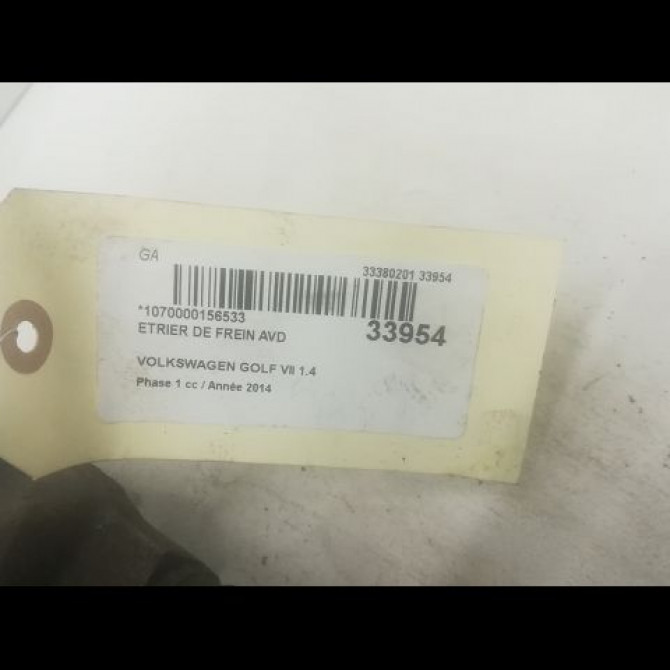 GA
33380201 33954
*1070000156533
ETRIER DE FREIN AVD
33954
VOLKSWAGEN GOLF VII 1.4
Phase 1 cc / Année 2014